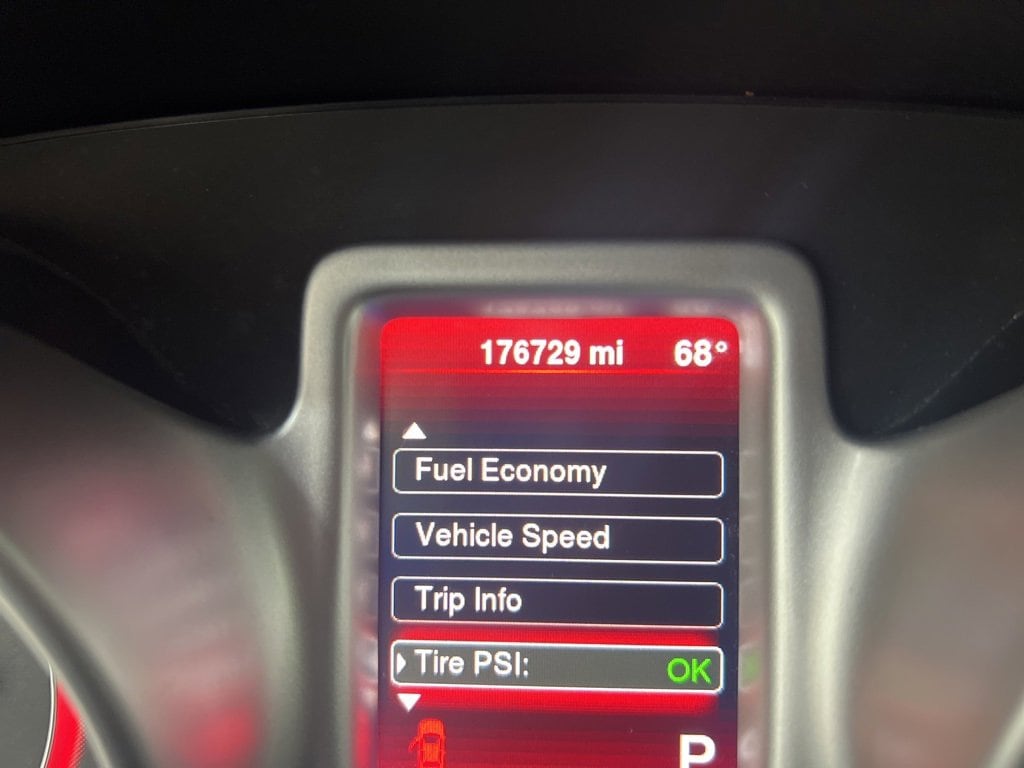 176729 mi 68°
Fuel Economy
Vehicle Speed
Trip Info
Tire PSI: OK
P